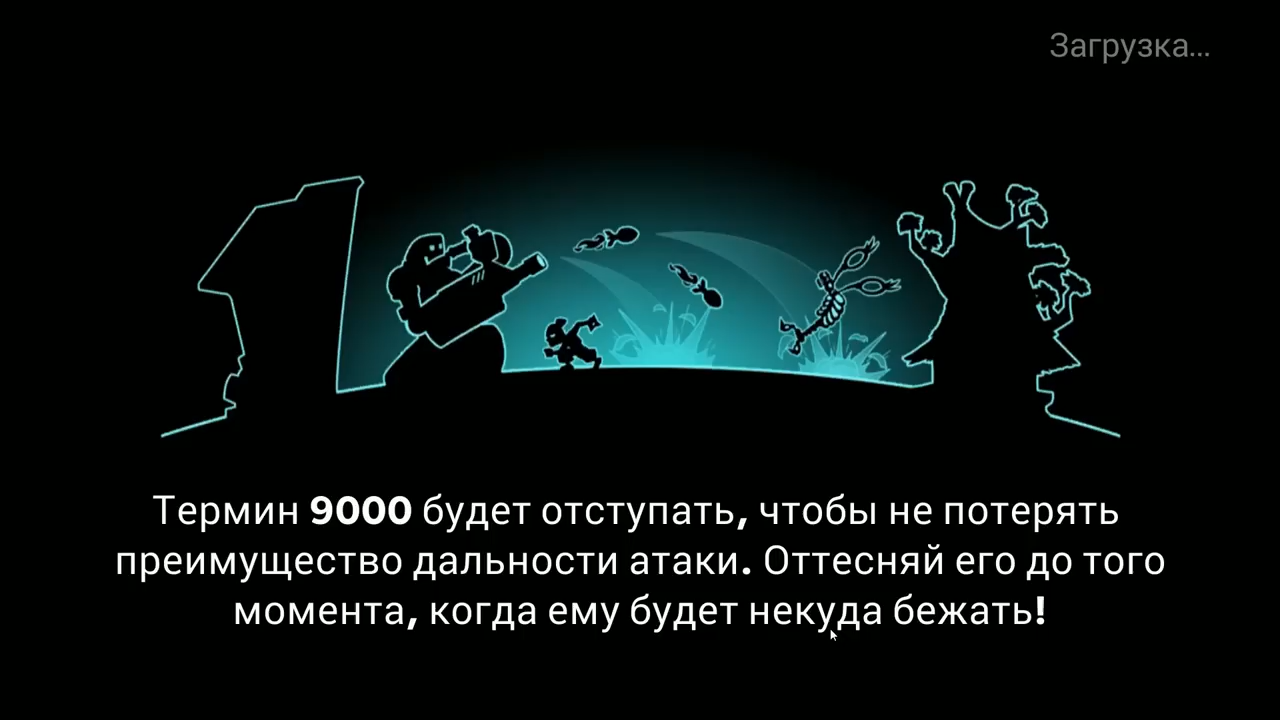 Загрузка...
Термин 9000 будет отступать, чтобы не потерять
преимущество дальности атаки. Оттесняй его до того
момента, когда ему будет некуда бежать!